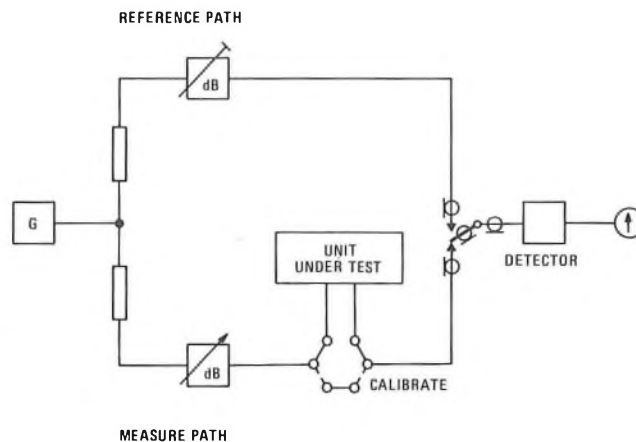 REFERENCE PATH
dB
G
UNIT
UNDER TEST
DETECTOR
dB
CALIBRATE
MEASURE PATH